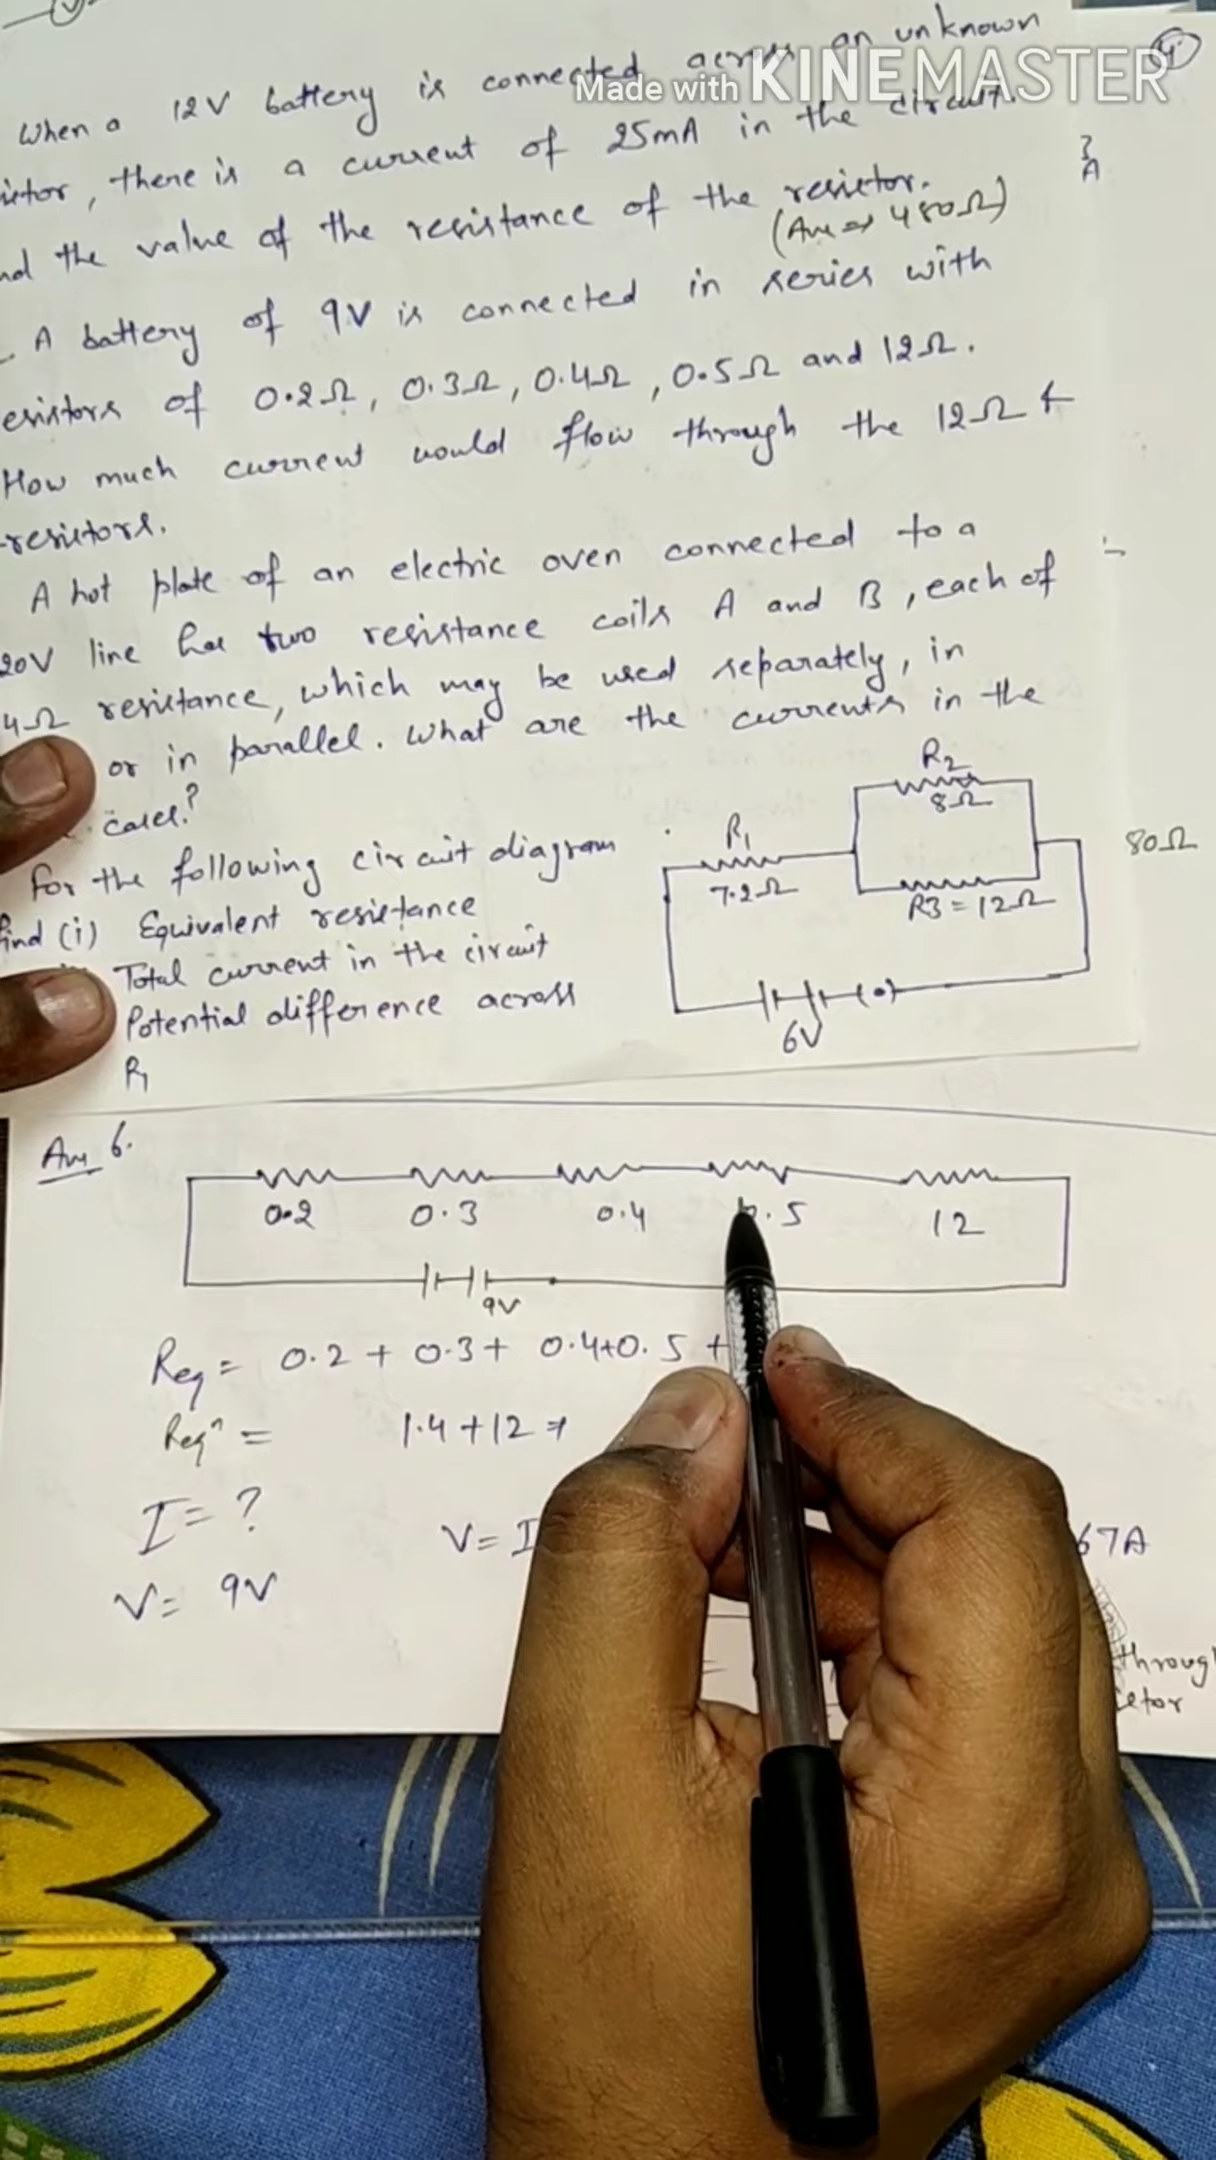 Made with KINEMASTER
4.
When a 12V battery is connected across an unknown
istor, there is a current of 25mA in the circuit.
nd the value of the resistance of the resistor.
(Ans ⇒ 480Ω)
A
A battery of 9V is connected in series with
esistors of 0.2Ω, 0.3Ω, 0.4Ω, 0.5Ω and 12Ω.
How much current would flow through the 12Ω
resistors.
A hot plate of an electric oven connected to a
20V line has two resistance coils A and B, each of
4Ω resistance, which may be used separately, in
or in parallel. What are the currents in the
cases?
For the following circuit diagram
find (i) Equivalent resistance
Total current in the circuit
Potential difference across
R1
R2
8Ω
R1
7.2Ω
R3 = 12Ω
6V
80Ω
Ans 6.
0.2 0.3 0.4 0.5 12
9V
Req = 0.2 + 0.3 + 0.4+0.5 +
Req^n = 1.4 + 12 ⇒
I = ?
V = I 67A
V = 9V
=
throug
istor